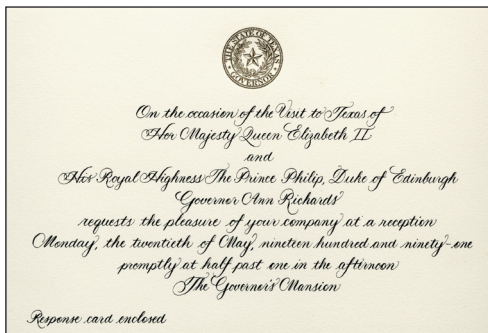 THE STATE OF TEXAS
GOVERNOR
On the occasion of the Visit to Texas of
Her Majesty Queen Elizabeth II
and
His Royal Highness The Prince Philip, Duke of Edinburgh
Governor Ann Richards
requests the pleasure of your company at a reception
Monday, the twentieth of May, nineteen hundred and ninety-one
promptly at half past one in the afternoon
The Governor's Mansion
Response card enclosed